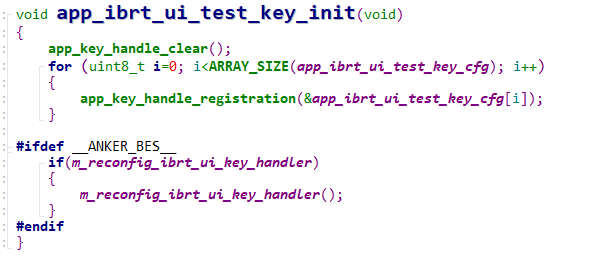 void app_ibrt_ui_test_key_init(void)
{
    app_key_handle_clear();
    for (uint8_t i=0; i<ARRAY_SIZE(app_ibrt_ui_test_key_cfg); i++)
    {
        app_key_handle_registration(&app_ibrt_ui_test_key_cfg[i]);
    }
#ifdef __ANKER_BES__
    if(m_reconfig_ibrt_ui_key_handler)
    {
        m_reconfig_ibrt_ui_key_handler();
    }
#endif
}